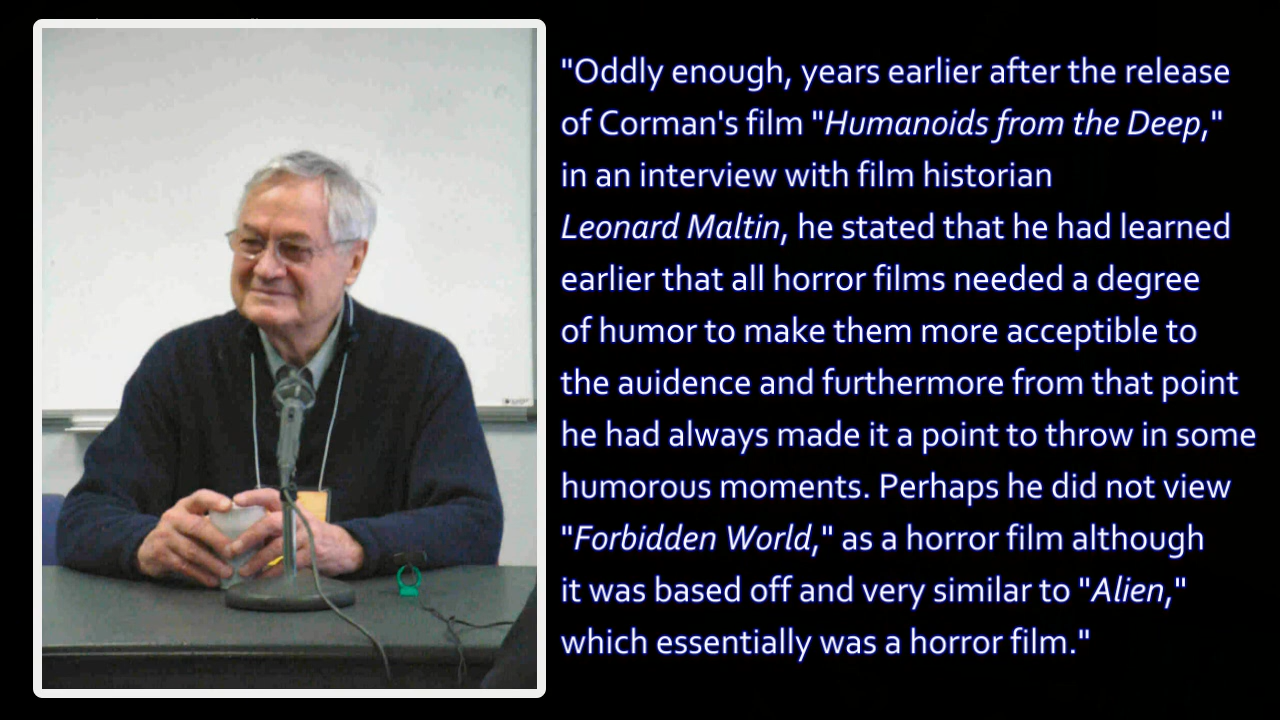 "Oddly enough, years earlier after the release
of Corman's film "Humanoids from the Deep,"
in an interview with film historian
Leonard Maltin, he stated that he had learned
earlier that all horror films needed a degree
of humor to make them more acceptible to
the auidence and furthermore from that point
he had always made it a point to throw in some
humorous moments. Perhaps he did not view
"Forbidden World," as a horror film although
it was based off and very similar to "Alien,"
which essentially was a horror film."